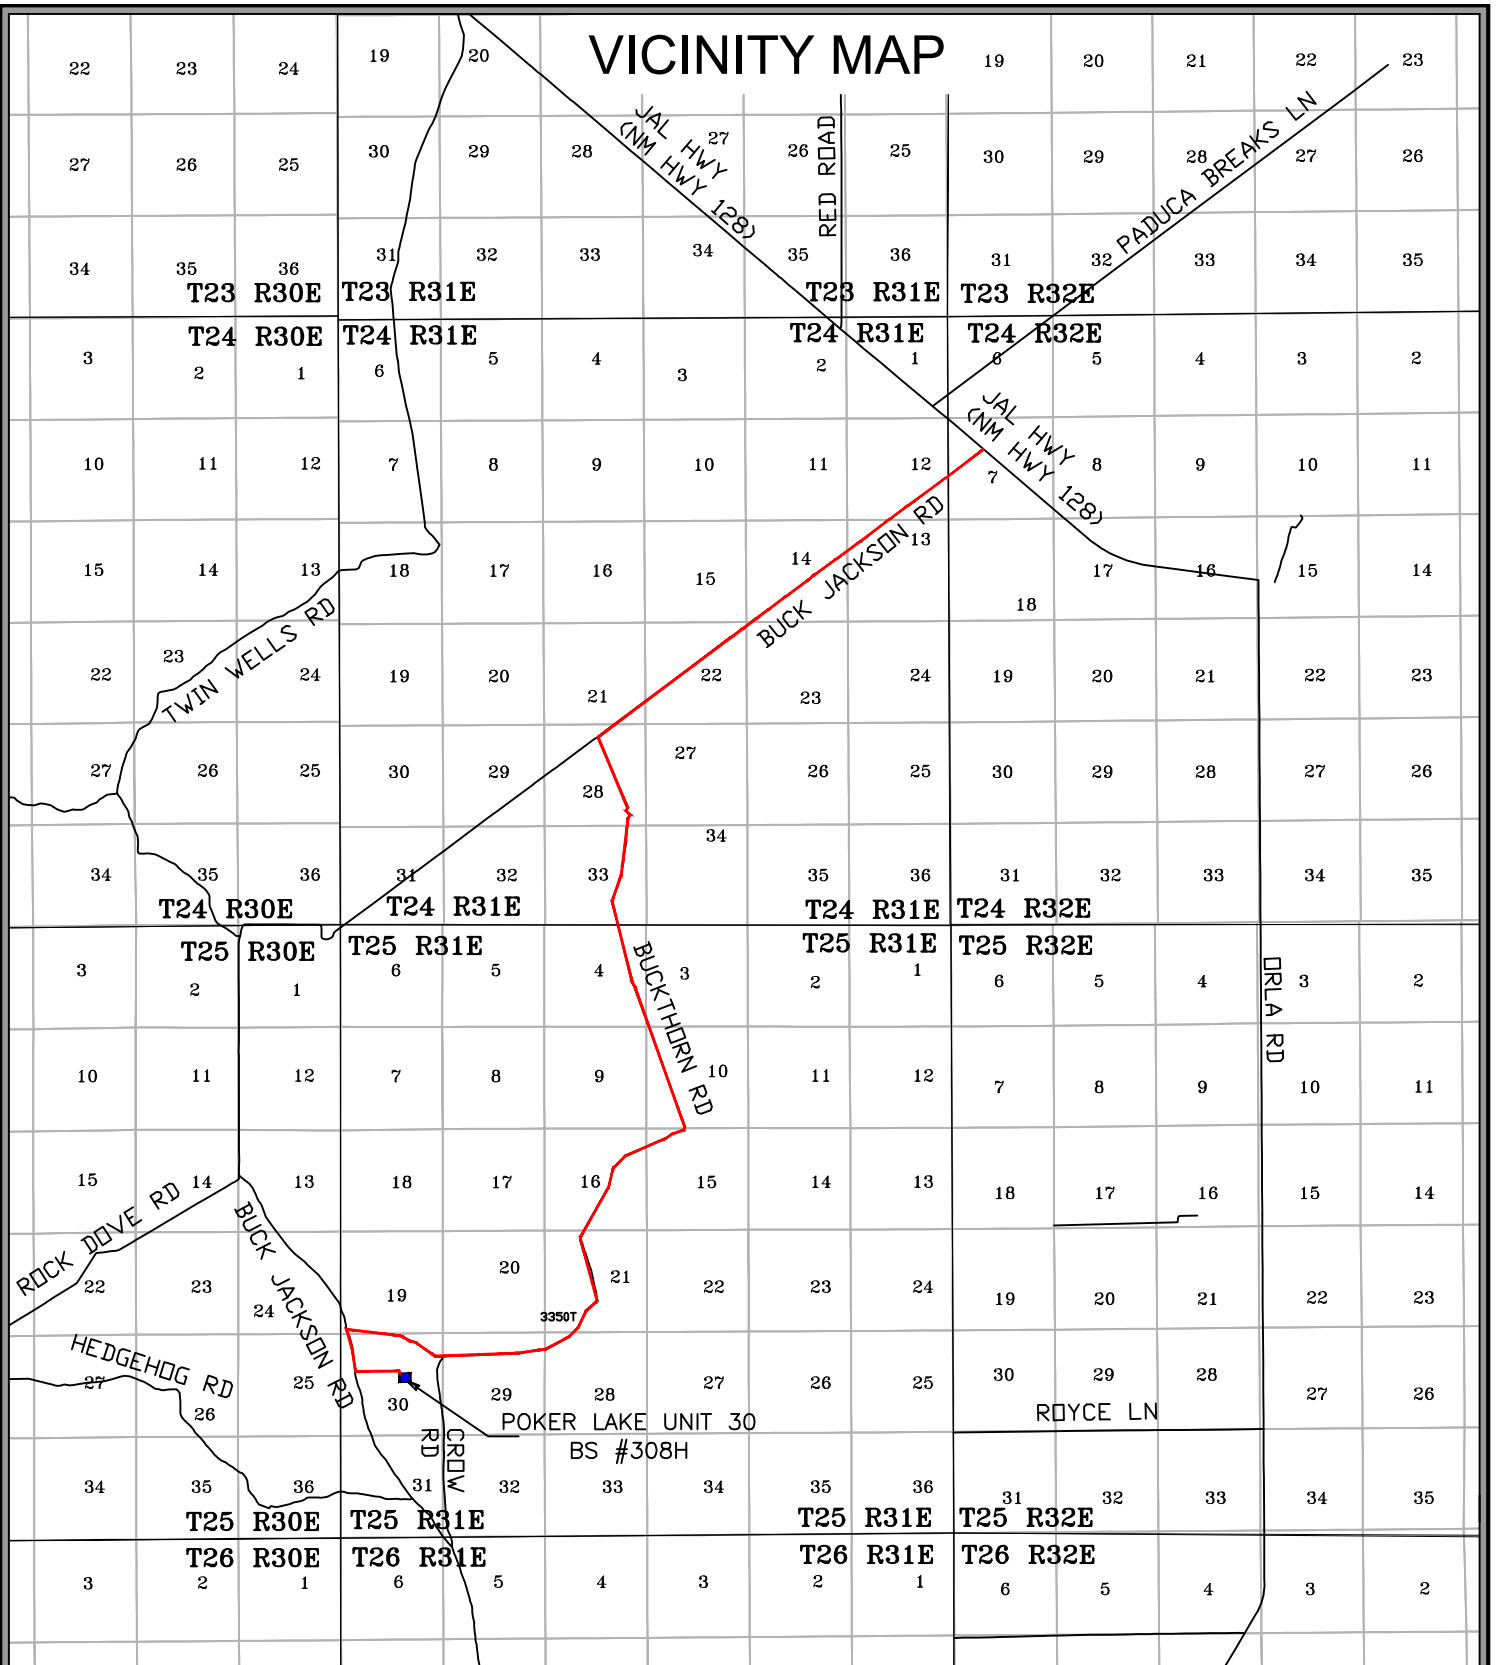 VICINITY MAP
22 23 24 19 20 19 20 21 22 23
JAL HWY
(NM HWY 128)
RED ROAD
PADUCA BREAKS LN
27 26 25 30 29 28 27 26 25 30 29 28 27 26
34 35 36 31 32 33 34 35 36 31 32 33 34 35
T23 R30E T23 R31E T23 R31E T23 R32E
T24 R30E T24 R31E T24 R31E T24 R32E
3 2 1 6 5 4 3 2 1 6 5 4 3 2
JAL HWY
(NM HWY 128)
10 11 12 7 8 9 10 11 12 7 8 9 10 11
BUCK JACKSON RD
15 14 13 18 17 16 15 14 13 18 17 16 15 14
TWIN WELLS RD
22 23 24 19 20 21 22 23 24 19 20 21 22 23
27 26 25 30 29 28 27 26 25 30 29 28 27 26
34 35 36 31 32 33 34 35 36 31 32 33 34 35
T24 R30E T24 R31E T24 R31E T24 R32E
T25 R30E T25 R31E T25 R31E T25 R32E
3 2 1 6 5 4 3 2 1 6 5 4 3 2
BUCKTHORN RD
ORLA RD
10 11 12 7 8 9 10 11 12 7 8 9 10 11
15 14 13 18 17 16 15 14 13 18 17 16 15 14
ROCK DOVE RD
BUCK JACKSON RD
22 23 24 19 20 21 22 23 24 19 20 21 22 23
3350T
HEDGEHOG RD
27 26 25 30 29 28 27 26 25 30 29 28 27 26
POKER LAKE UNIT 30
BS #308H
ROYCE LN
CROW
RD
34 35 36 31 32 33 34 35 36 31 32 33 34 35
T25 R30E T25 R31E T25 R31E T25 R32E
T26 R30E T26 R31E T26 R31E T26 R32E
3 2 1 6 5 4 3 2 1 6 5 4 3 2